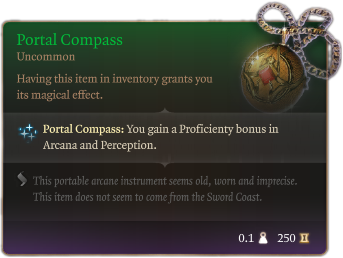 Portal Compass
Uncommon
Having this item in inventory grants you
its magical effect.
Portal Compass: You gain a Proficienty bonus in
Arcana and Perception.
This portable arcane instrument seems old, worn and imprecise.
This item does not seem to come from the Sword Coast.
0.1 250